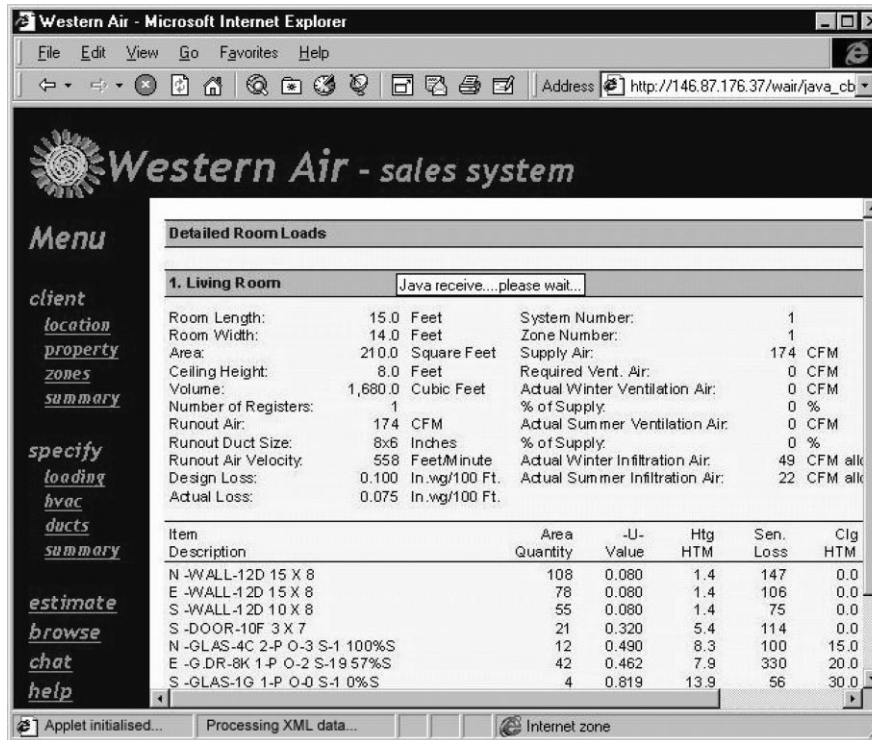 Western Air - Microsoft Internet Explorer
File Edit View Go Favorites Help
Address http://146.87.176.37/wair/java_cb
Western Air - sales system
Menu
client
location
property
zones
summary
specify
loading
hvac
ducts
summary
estimate
browse
chat
help
Detailed Room Loads
1. Living Room
Java receive....please wait...
Room Length: 15.0 Feet System Number: 1
Room Width: 14.0 Feet Zone Number: 1
Area: 210.0 Square Feet Supply Air: 174 CFM
Ceiling Height: 8.0 Feet Required Vent. Air: 0 CFM
Volume: 1,680.0 Cubic Feet Actual Winter Ventilation Air: 0 CFM
Number of Registers: 1 % of Supply: 0 %
Runout Air: 174 CFM Actual Summer Ventilation Air: 0 CFM
Runout Duct Size: 8x6 Inches % of Supply: 0 %
Runout Air Velocity: 558 Feet/Minute Actual Winter Infiltration Air: 49 CFM allo
Design Loss: 0.100 In.wg/100 Ft. Actual Summer Infiltration Air: 22 CFM allo
Actual Loss: 0.075 In.wg/100 Ft.
Item Area -U- Htg Sen. Clg
Description Quantity Value HTM Loss HTM
N -WALL-12D 15 X 8 108 0.080 1.4 147 0.0
E -WALL-12D 15 X 8 78 0.080 1.4 106 0.0
S -WALL-12D 10 X 8 55 0.080 1.4 75 0.0
S -DOOR-10F 3 X 7 21 0.320 5.4 114 0.0
N -GLAS-4C 2-P O-3 S-1 100%S 12 0.490 8.3 100 15.0
E -G.DR-8K 1-P O-2 S-19 57%S 42 0.462 7.9 330 20.0
S -GLAS-1G 1-P O-0 S-1 0%S 4 0.819 13.9 56 30.0
Applet initialised... Processing XML data... Internet zone